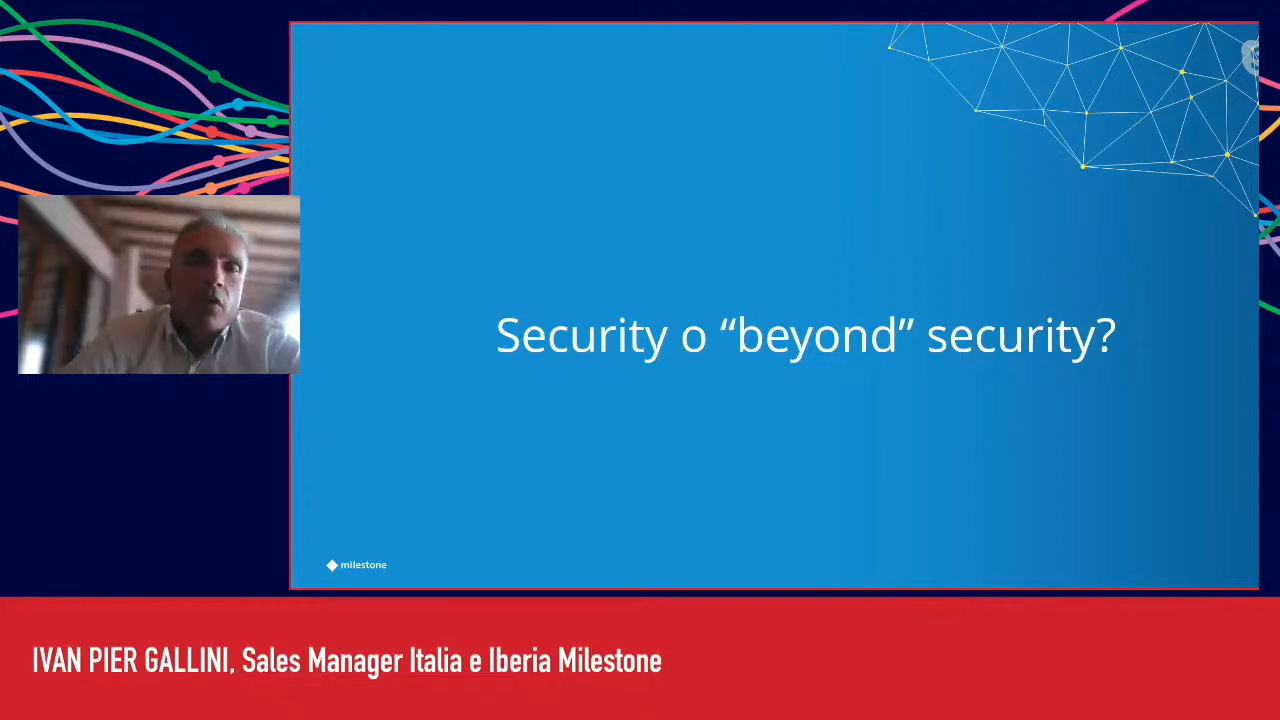 Security o “beyond” security?
milestone
IVAN PIER GALLINI, Sales Manager Italia e Iberia Milestone